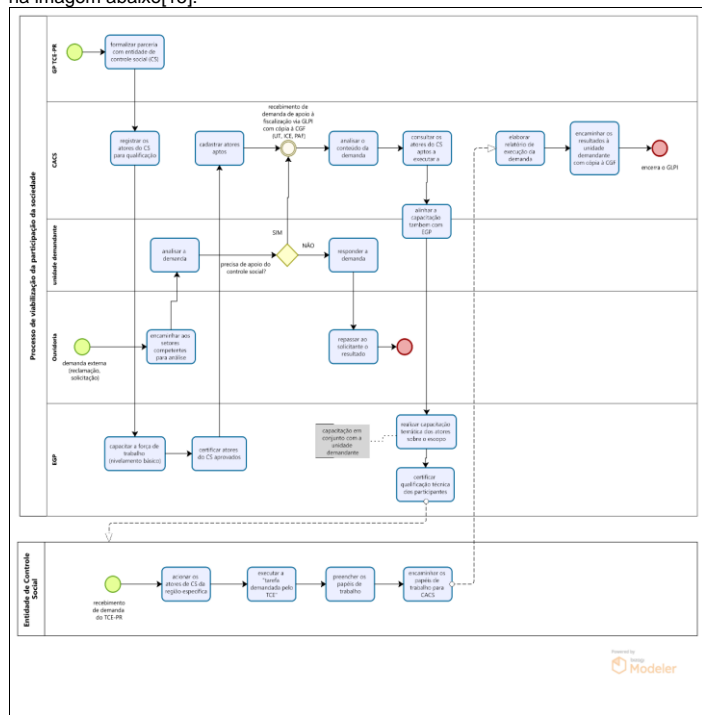 na imagem abaixo[15].
Processo de viabilização da participação da sociedade
GP TCE-PR
formalizar parceria
com entidade de
controle social (CS)
CACS
registrar os
atores do CS
para qualificação
cadastrar atores
aptos
recebimento de
demanda de apoio à
fiscalização via GLPI
com cópia à CGF
(UT, ICE, PAF)
analisar o
conteúdo da
demanda
consultar os
atores do CS
aptos a
executar a
elaborar
relatório de
execução da
demanda
encaminhar os
resultados à
unidade
demandante
com cópia à CGF
encerra o GLPI
alinhar a
capacitação
também com
EGP
unidade demandante
analisar a
demanda
SIM
NÃO
precisa de apoio do
controle social?
responder a
demanda
Ouvidoria
demanda externa
(reclamação,
solicitação)
encaminhar aos
setores
competentes
para análise
repassar ao
solicitante o
resultado
EGP
capacitar a força de
trabalho
(nivelamento básico)
certificar atores
do CS aprovados
capacitação em
conjunto com a
unidade
demandante
realizar capacitação
temática dos atores
sobre o escopo
certificar
qualificação técnica
dos participantes
Entidade de Controle
Social
recebimento
de demanda
do TCE-PR
acionar os
atores de CS da
região específica
executar a
"tarefa
demandada pelo
TCE"
preencher os
papéis de
trabalho
encaminhar os
papéis de
trabalho para
CACS
Powered by
bizagi
Modeler